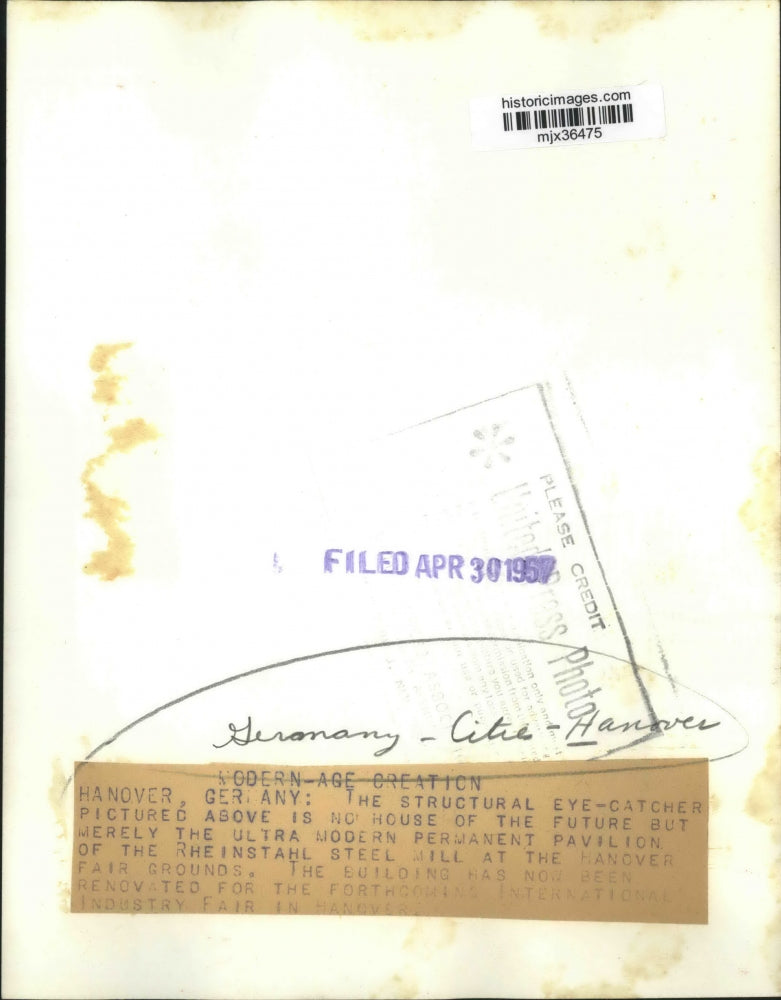 historicimages.com
mjx36475
PLEASE CREDIT
United Press Photo
FILED APR 30 1957
Germany - Citie - Hanover
MODERN-AGE CREATION
HANOVER, GERMANY: THE STRUCTURAL EYE-CATCHER
PICTURED ABOVE IS NO HOUSE OF THE FUTURE BUT
MERELY THE ULTRA MODERN PERMANENT PAVILION
OF THE RHEINSTAHL STEEL MILL AT THE HANOVER
FAIR GROUNDS. THE BUILDING HAS NOW BEEN
RENOVATED FOR THE FORTHCOMING INTERNATIONAL
INDUSTRY FAIR IN HANOVER.